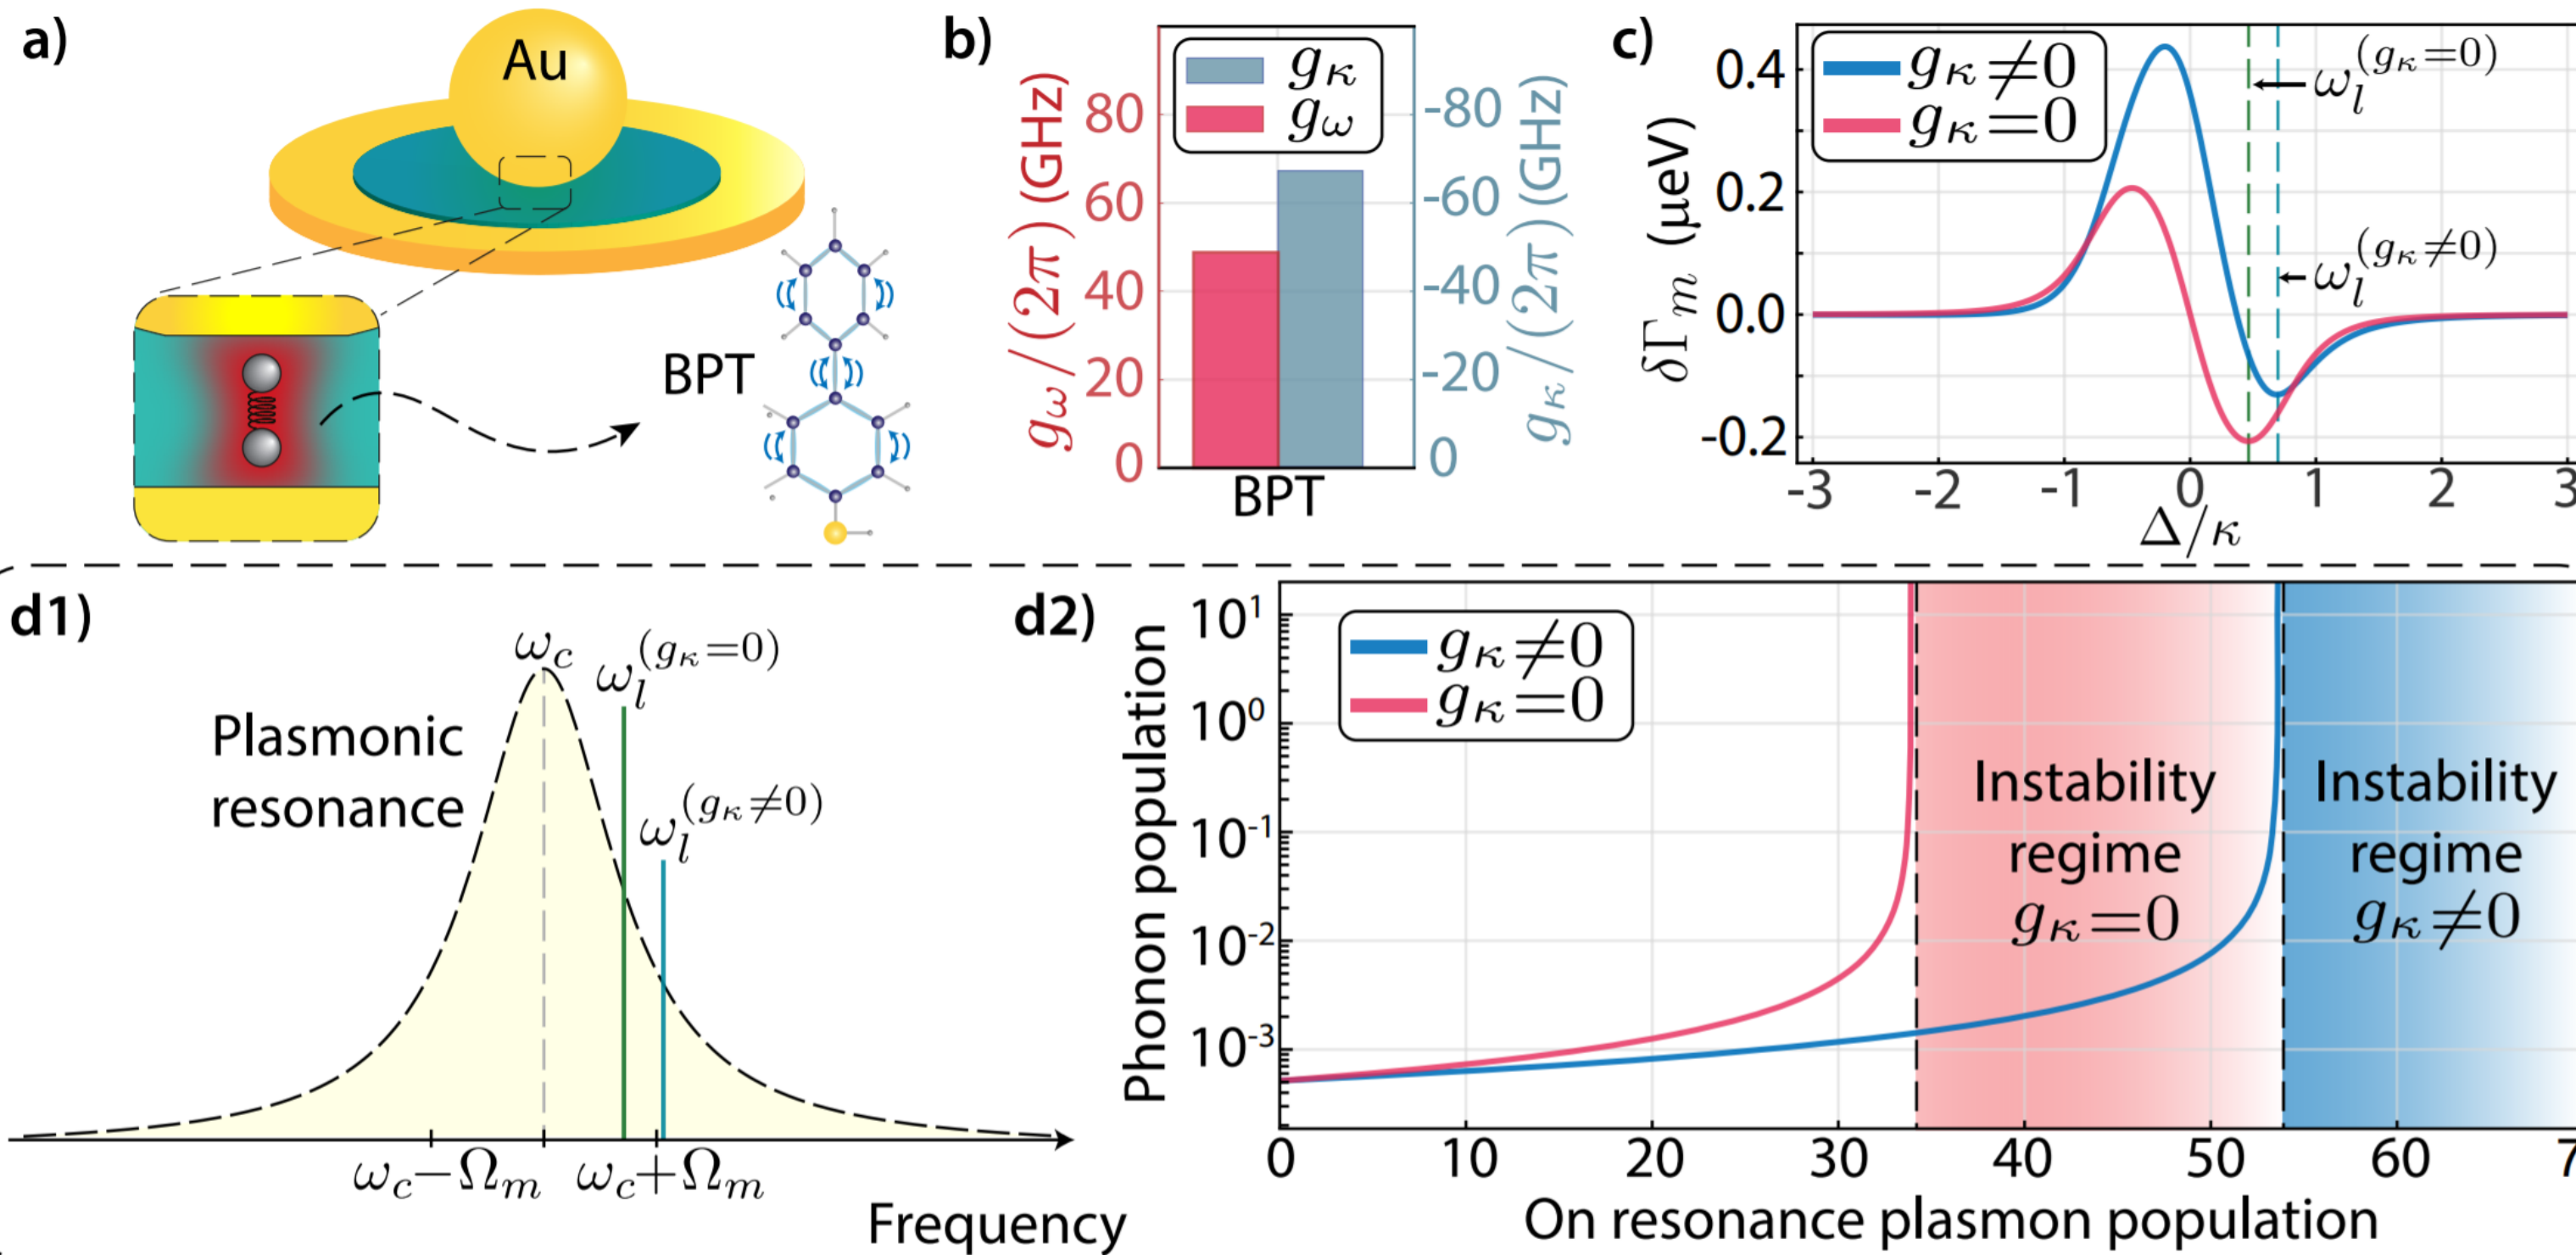 a)
Au
BPT
b)
gκ
gω
gω/(2π) (GHz)
80
60
40
20
0
-80
-60
-40
-20
0
gκ/(2π) (GHz)
BPT
c)
gκ≠0
gκ=0
ωl(gκ=0)
ωl(gκ≠0)
δΓm (μeV)
0.4
0.2
0.0
-0.2
-3 -2 -1 0 1 2 3
Δ/κ
d1)
ωc
ωl(gκ=0)
ωl(gκ≠0)
Plasmonic
resonance
ωc−Ωm ωc+Ωm
Frequency
d2)
Phonon population
10¹
10⁰
10⁻¹
10⁻²
10⁻³
gκ≠0
gκ=0
Instability
regime
gκ=0
Instability
regime
gκ≠0
0 10 20 30 40 50 60 7
On resonance plasmon population